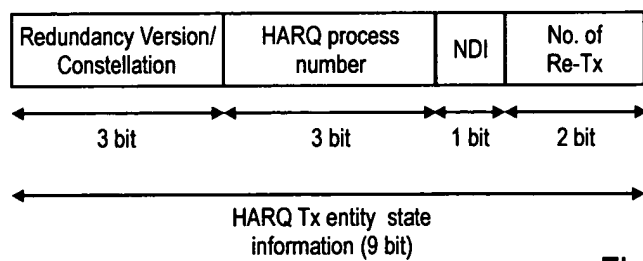 Redundancy Version/
Constellation
HARQ process
number
NDI
No. of
Re-Tx
3 bit
3 bit
1 bit
2 bit
HARQ Tx entity state
information (9 bit)